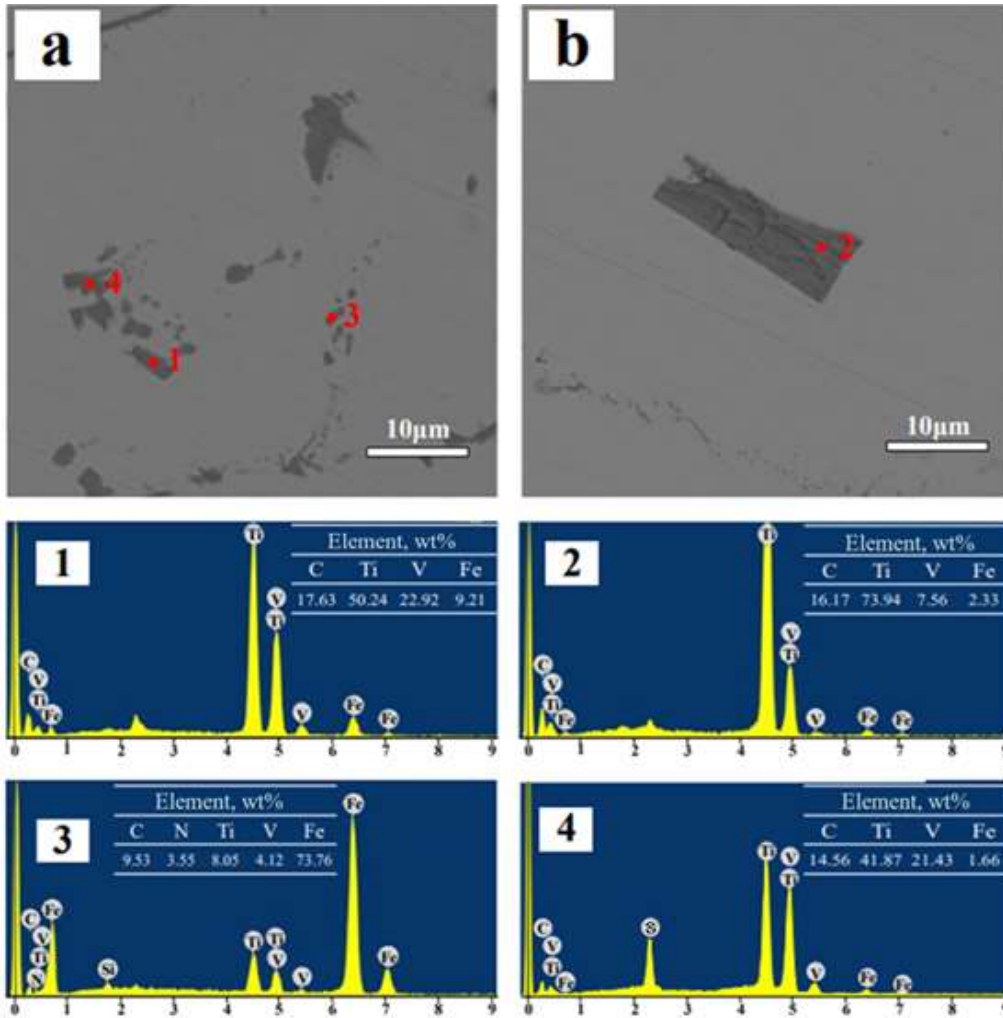 a
b
4
1
3
2
10μm
10μm
1
Element, wt%
C Ti V Fe
17.63 50.24 22.92 9.21
Ti
V
Ti
C
V
Ti
Fe
V
Fe
Fe
0 1 2 3 4 5 6 7 8 9
2
Element, wt%
C Ti V Fe
16.17 73.94 7.56 2.33
Ti
V
Ti
C
V
Ti
Fe
V
Fe
Fe
0 1 2 3 4 5 6 7 8 9
3
Element, wt%
C N Ti V Fe
9.53 3.55 8.05 4.12 73.76
Fe
Fe
C
V
Ti
N
Si
Ti
Ti
V
V
Fe
0 1 2 3 4 5 6 7 8 9
4
Element, wt%
C Ti V Fe
14.56 41.87 21.43 1.66
Ti
V
Ti
S
C
V
Ti
Fe
V
Fe
Fe
0 1 2 3 4 5 6 7 8 9